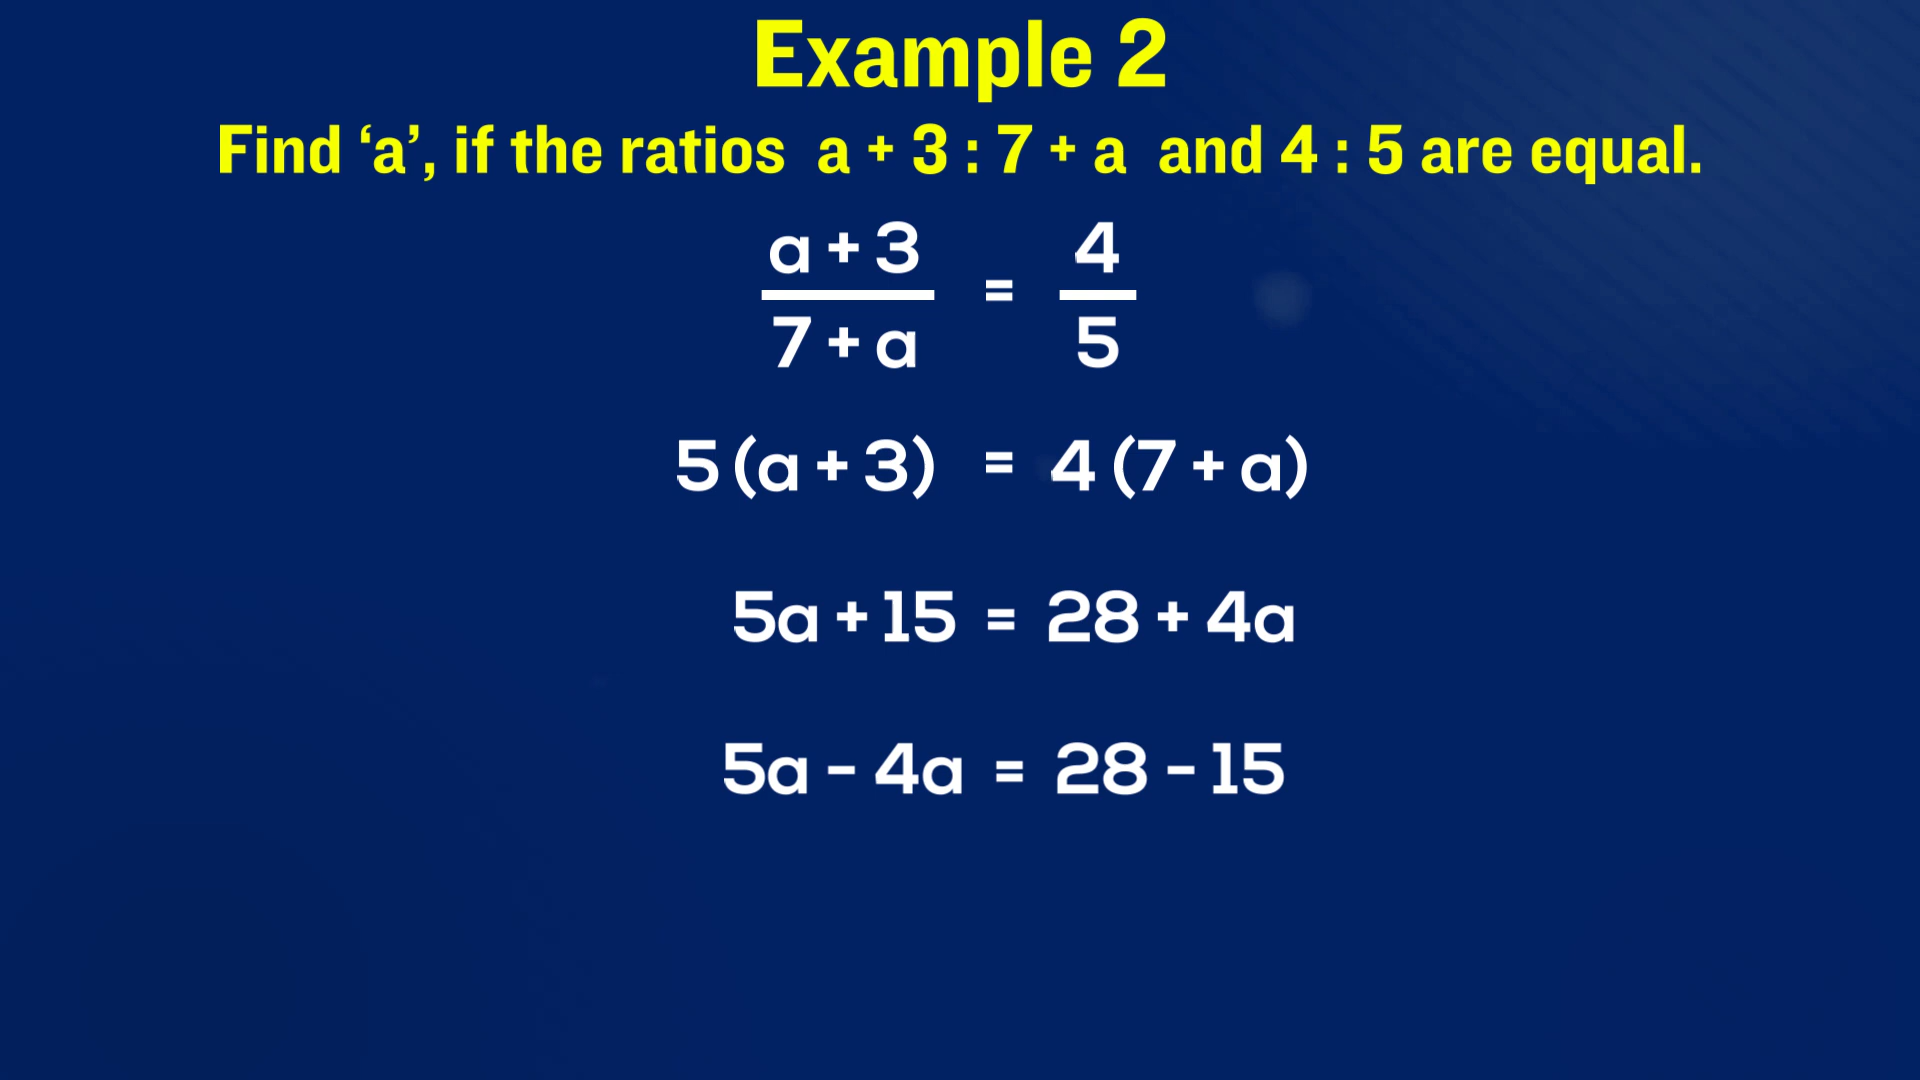 Example 2
Find ‘a’, if the ratios a + 3 : 7 + a and 4 : 5 are equal.
a + 3 = 4
7 + a 5
5 (a + 3) = 4 (7 + a)
5a + 15 = 28 + 4a
5a - 4a = 28 - 15